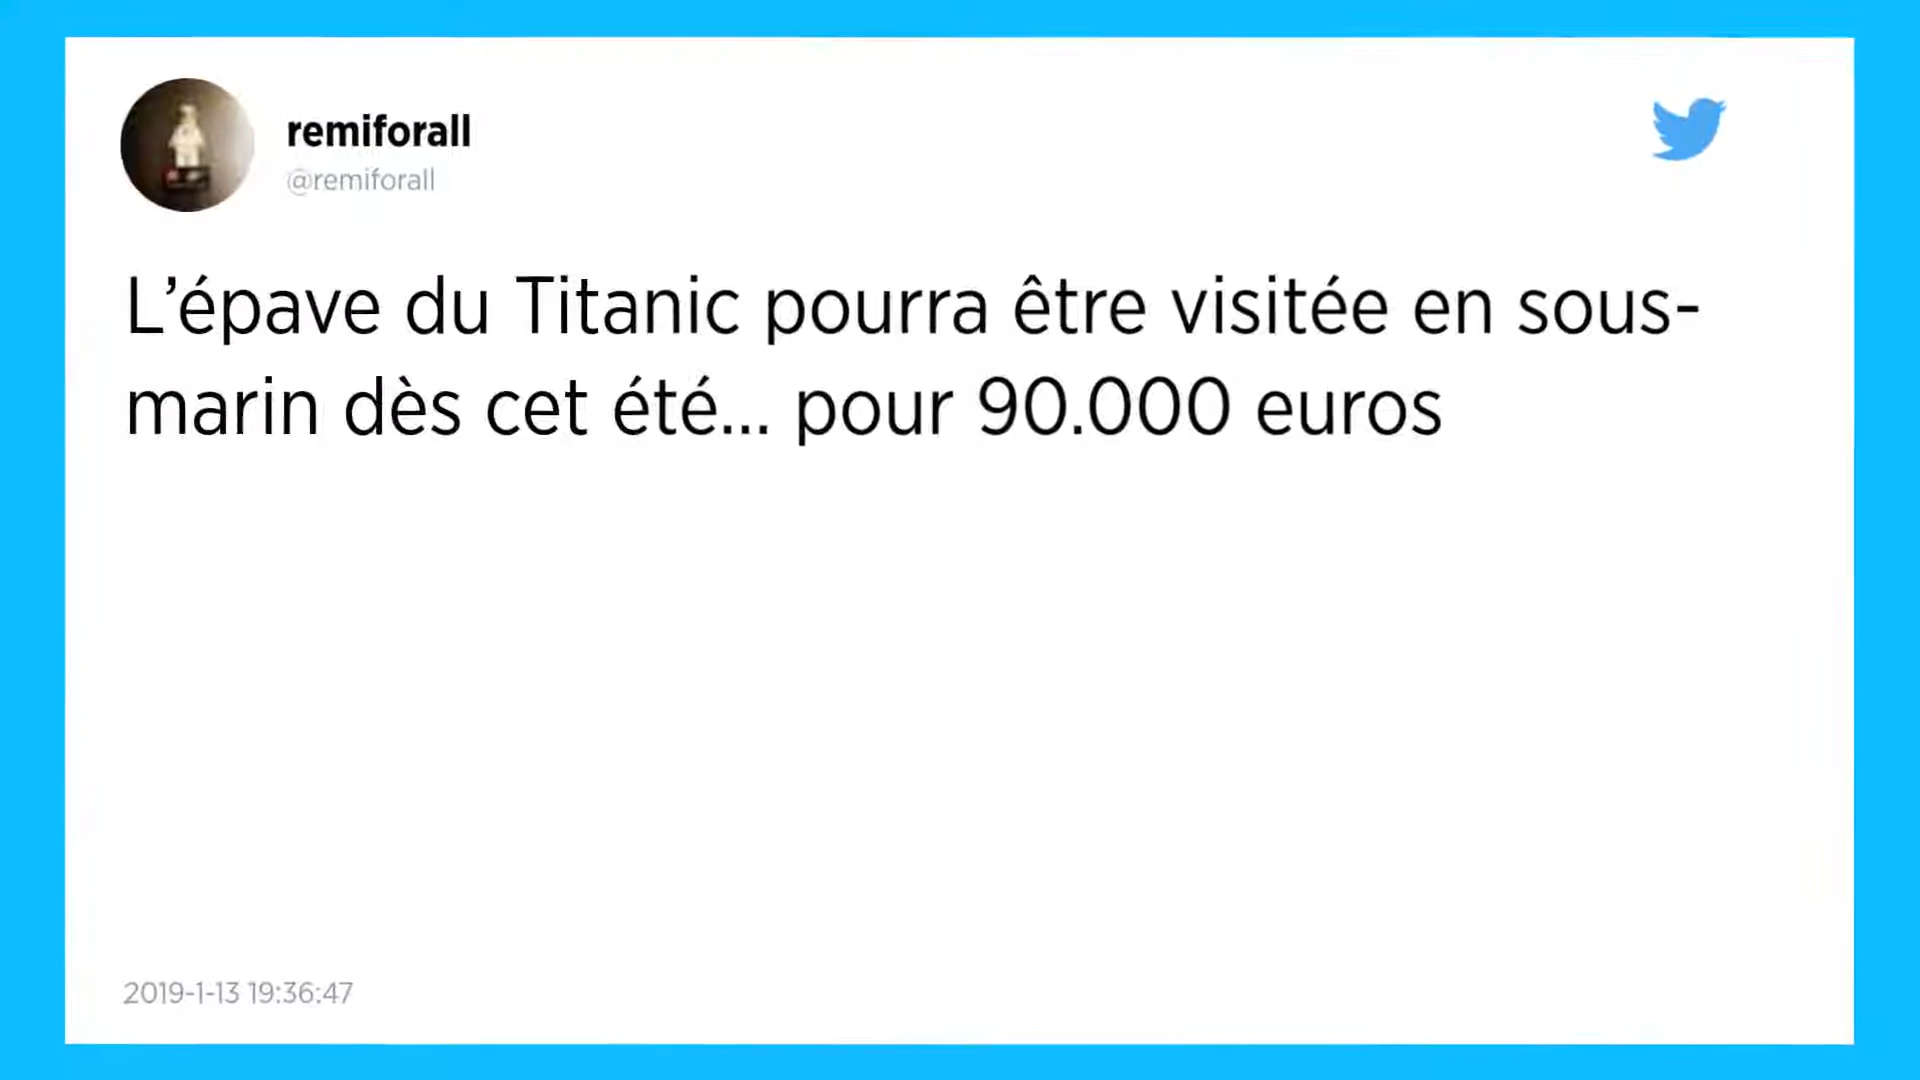 remiforall
@remiforall
L’épave du Titanic pourra être visitée en sous-
marin dès cet été... pour 90.000 euros
2019-1-13 19:36:47